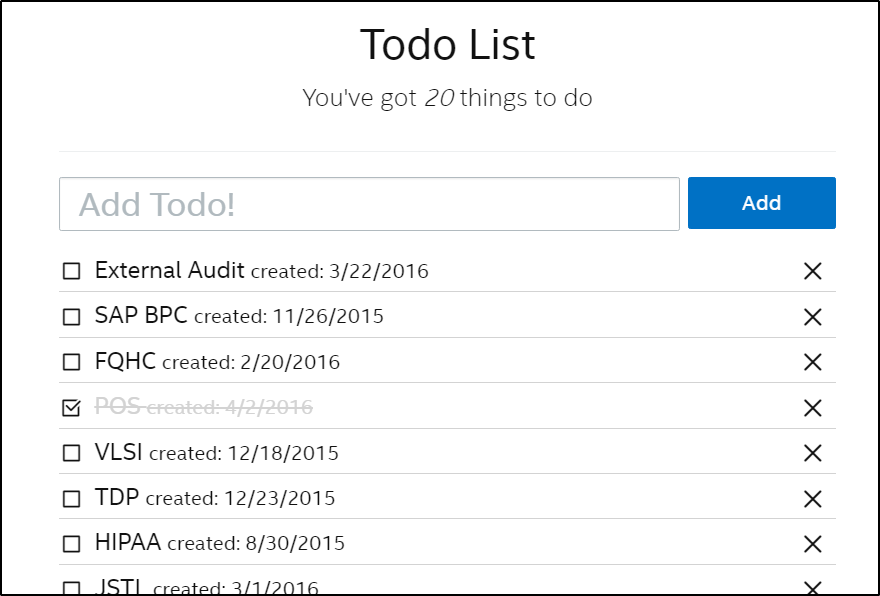 Todo List
You've got 20 things to do
Add Todo!
Add
External Audit created: 3/22/2016
SAP BPC created: 11/26/2015
FQHC created: 2/20/2016
POS created: 4/2/2016
VLSI created: 12/18/2015
TDP created: 12/23/2015
HIPAA created: 8/30/2015
JSTL created: 3/1/2016